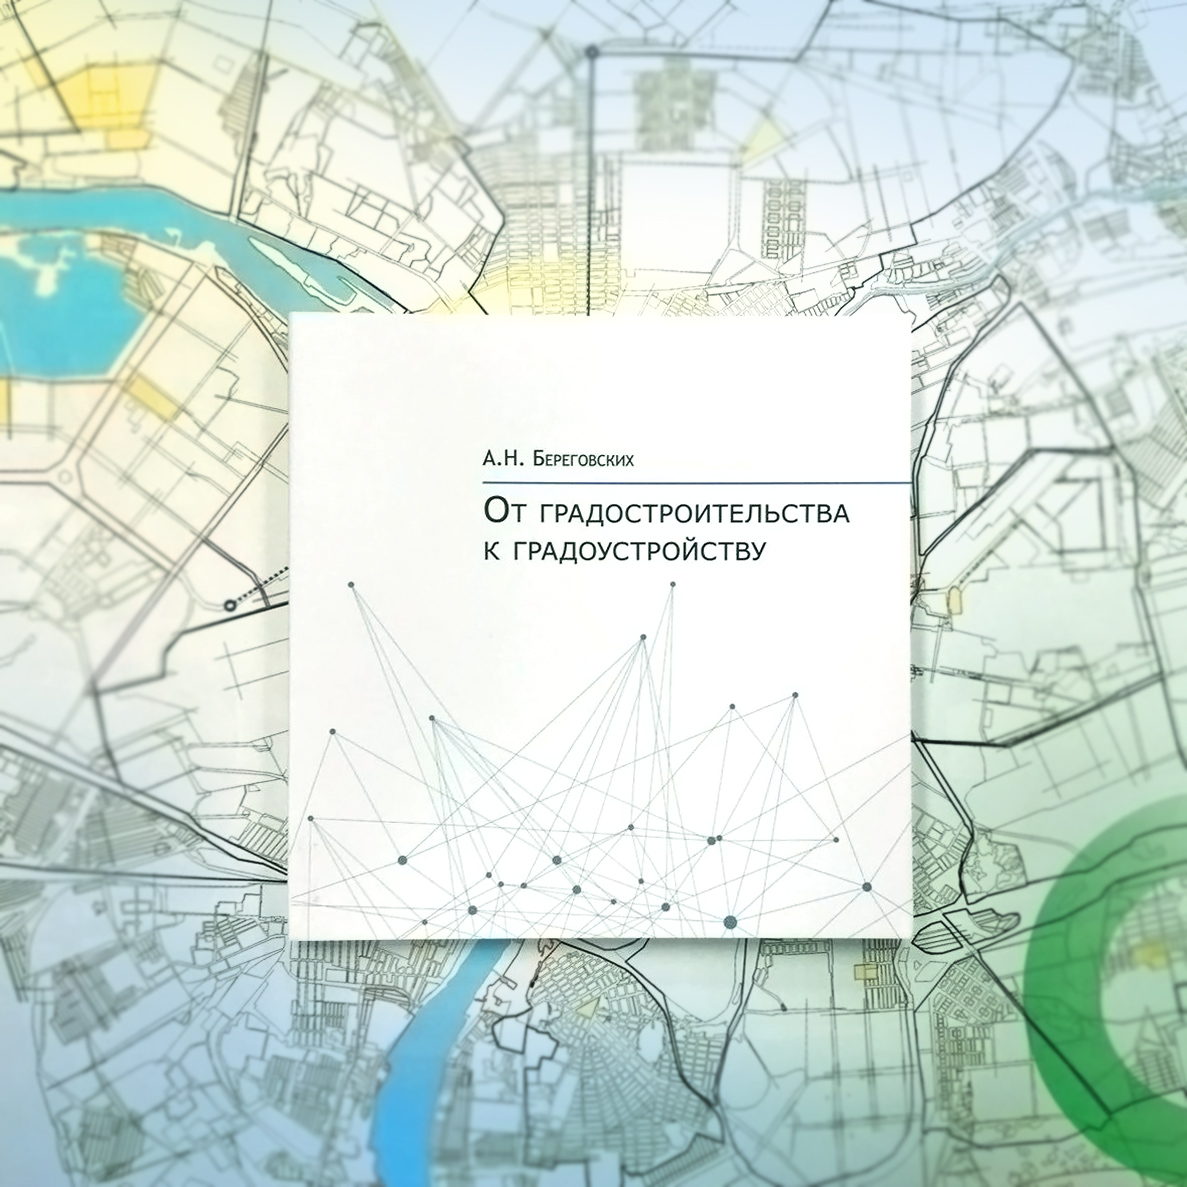 А.Н. Береговских
От градостроительства
к градоустройству